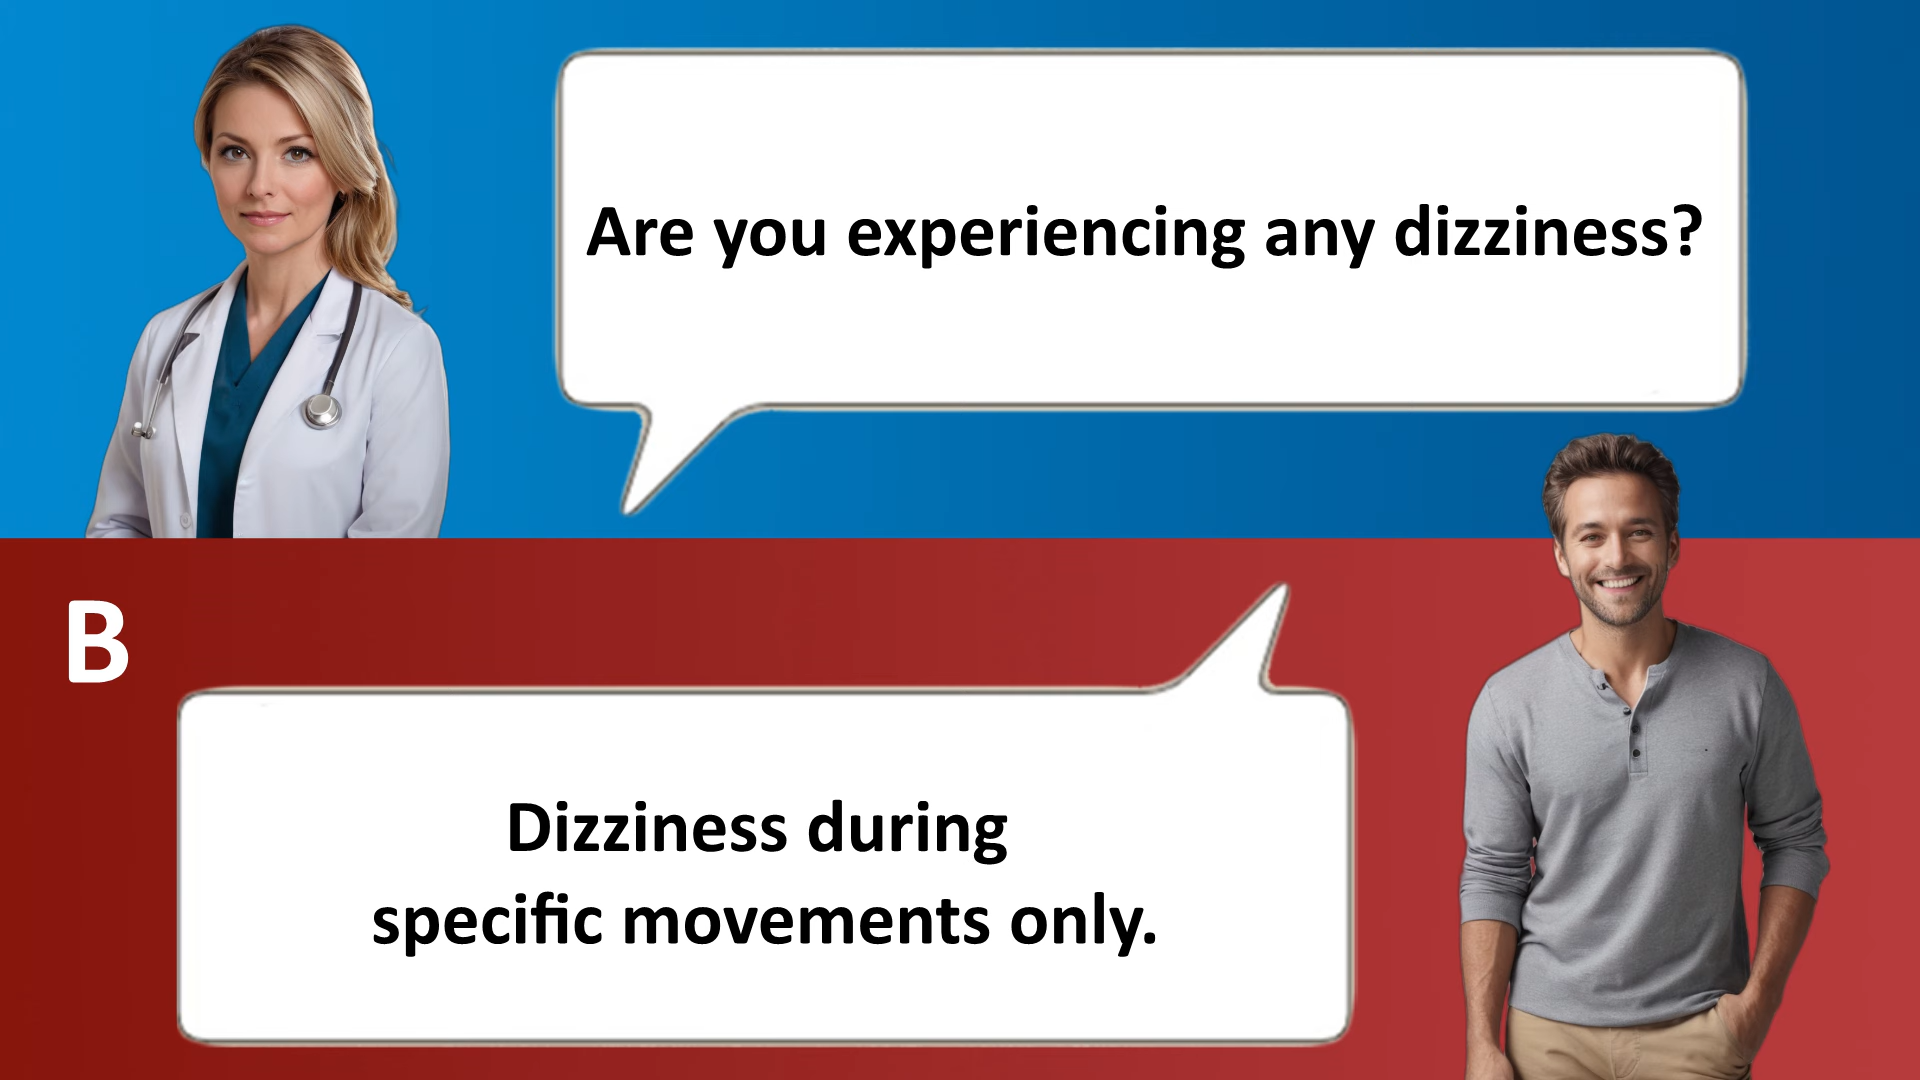 Are you experiencing any dizziness?
B
Dizziness during
specific movements only.